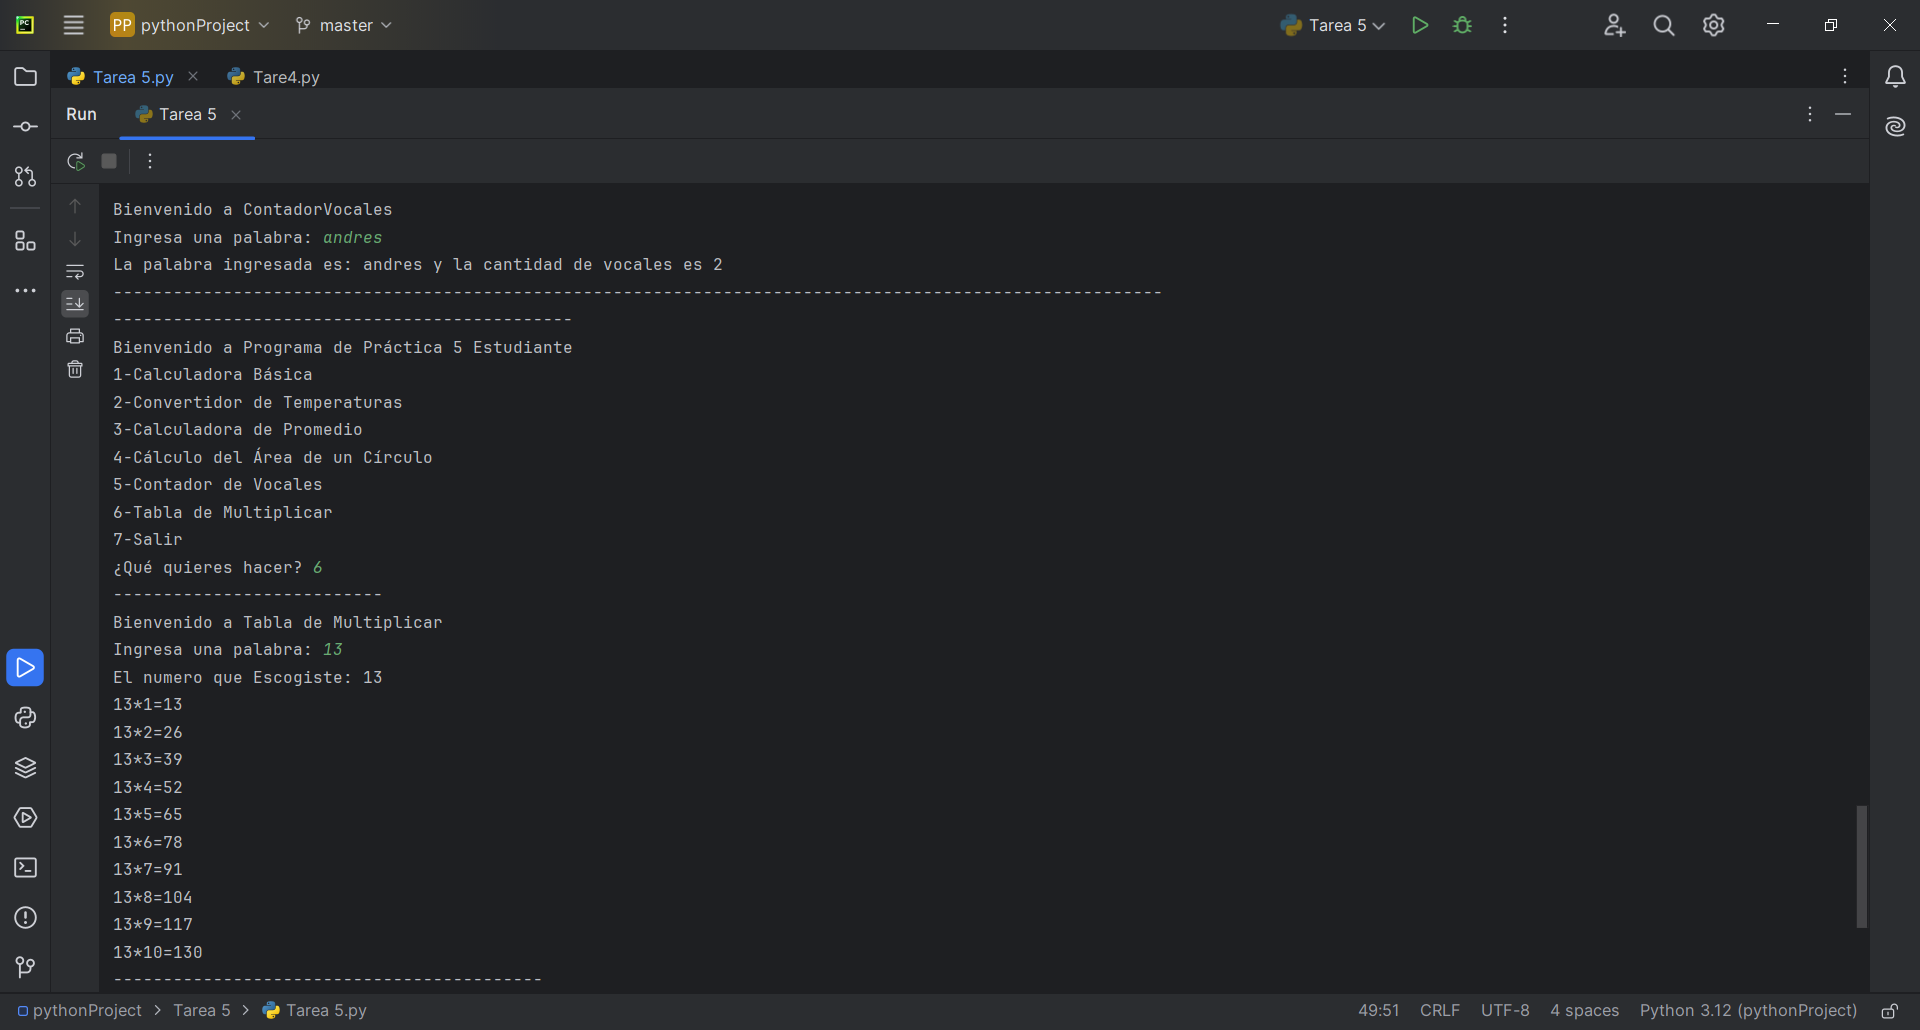 PC
PP pythonProject master Tarea 5
Tarea 5.py Tare4.py
Run Tarea 5
Bienvenido a ContadorVocales
Ingresa una palabra: andres
La palabra ingresada es: andres y la cantidad de vocales es 2
---------------------------------------------------------------------------------------------------------
----------------------------------------------
Bienvenido a Programa de Práctica 5 Estudiante
1-Calculadora Básica
2-Convertidor de Temperaturas
3-Calculadora de Promedio
4-Cálculo del Área de un Círculo
5-Contador de Vocales
6-Tabla de Multiplicar
7-Salir
¿Qué quieres hacer? 6
---------------------------
Bienvenido a Tabla de Multiplicar
Ingresa una palabra: 13
El numero que Escogiste: 13
13*1=13
13*2=26
13*3=39
13*4=52
13*5=65
13*6=78
13*7=91
13*8=104
13*9=117
13*10=130
-------------------------------------------
pythonProject > Tarea 5 > Tarea 5.py 49:51 CRLF UTF-8 4 spaces Python 3.12 (pythonProject)